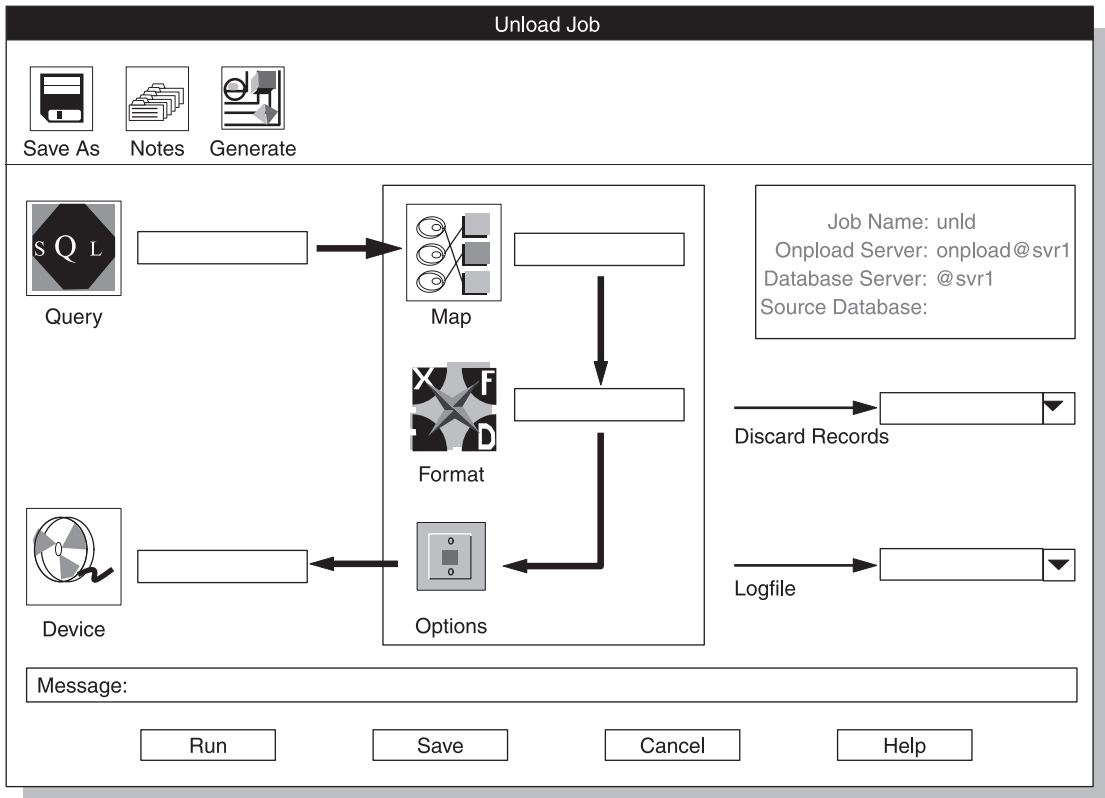 Unload Job
Save As
Notes
Generate
S Q L
Query
Map
Job Name: unld
Onpload Server: onpload@svr1
Database Server: @svr1
Source Database:
X F
D
Format
Discard Records
Device
Options
Logfile
Message:
Run
Save
Cancel
Help